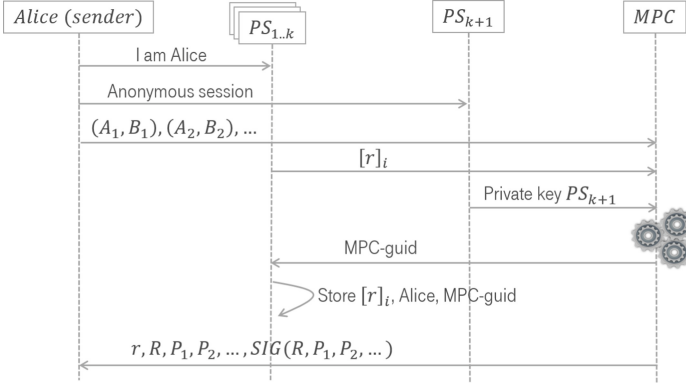 Alice (sender) PS₁..ₖ PSₖ₊₁ MPC
I am Alice
Anonymous session
(A₁, B₁), (A₂, B₂), ...
[r]ᵢ
Private key PSₖ₊₁
MPC-guid
Store [r]ᵢ, Alice, MPC-guid
r, R, P₁, P₂, ... , SIG(R, P₁, P₂, ... )